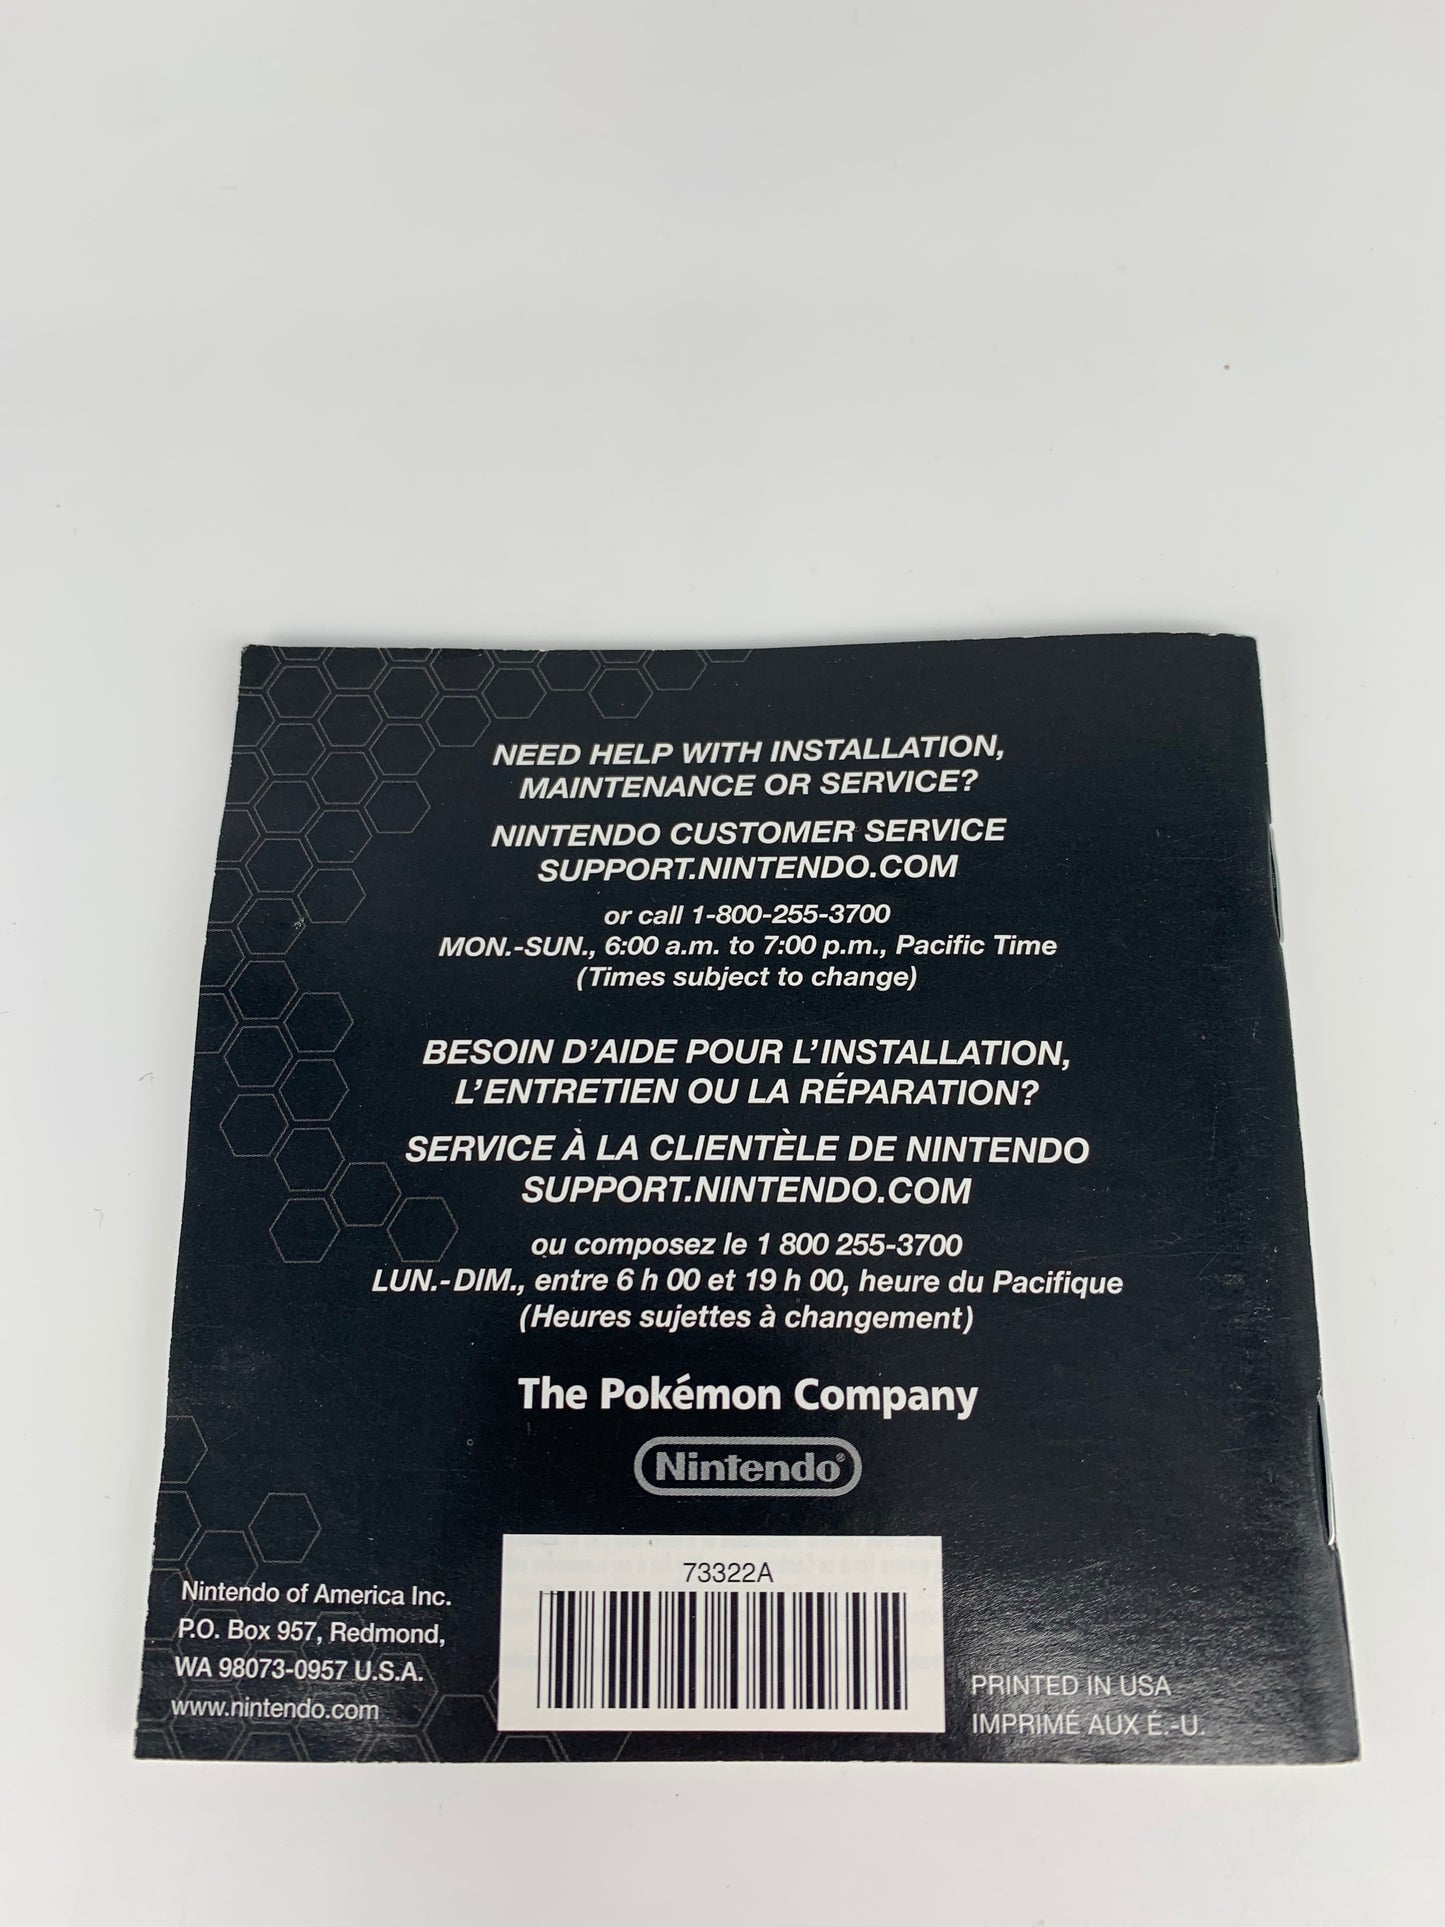 NEED HELP WITH INSTALLATION,
MAINTENANCE OR SERVICE?
NINTENDO CUSTOMER SERVICE
SUPPORT.NINTENDO.COM
or call 1-800-255-3700
MON.-SUN., 6:00 a.m. to 7:00 p.m., Pacific Time
(Times subject to change)
BESOIN D'AIDE POUR L'INSTALLATION,
L'ENTRETIEN OU LA RÉPARATION?
SERVICE À LA CLIENTÈLE DE NINTENDO
SUPPORT.NINTENDO.COM
ou composez le 1 800 255-3700
LUN.-DIM., entre 6 h 00 et 19 h 00, heure du Pacifique
(Heures sujettes à changement)
The Pokémon Company
Nintendo®
73322A
Nintendo of America Inc.
P.O. Box 957, Redmond,
WA 98073-0957 U.S.A.
www.nintendo.com
PRINTED IN USA
IMPRIMÉ AUX É.-U.